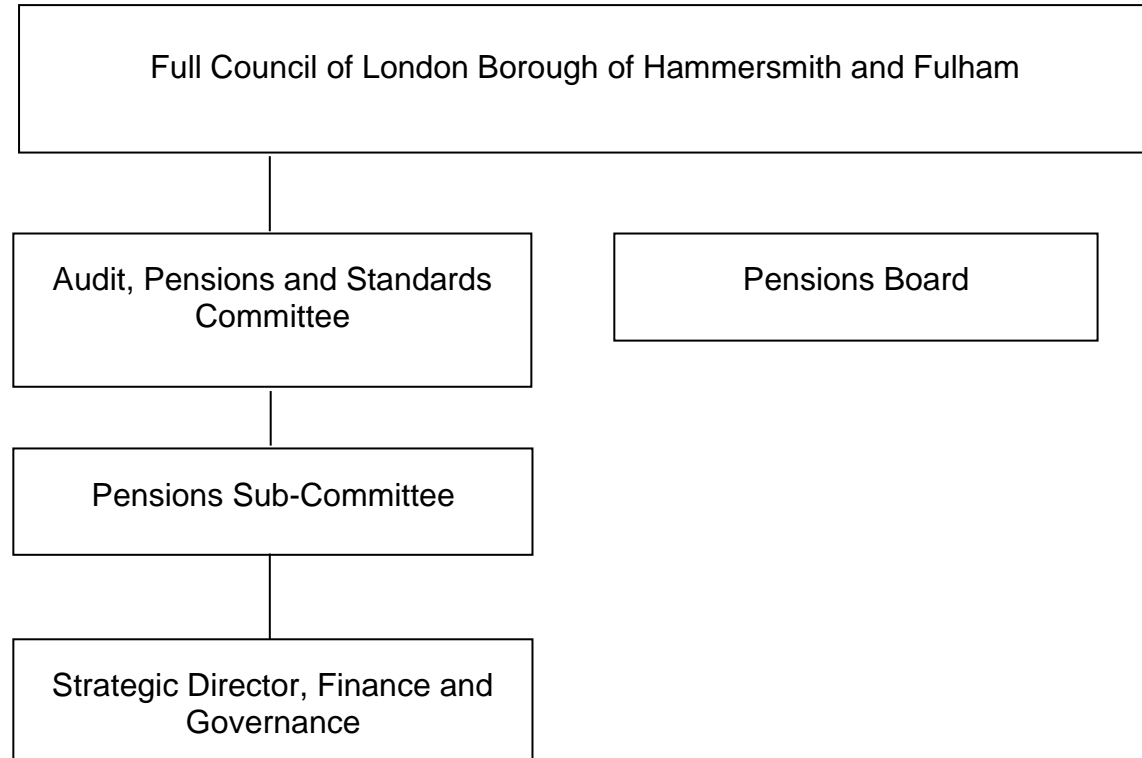 Full Council of London Borough of Hammersmith and Fulham
Audit, Pensions and Standards
Committee
Pensions Board
Pensions Sub-Committee
Strategic Director, Finance and
Governance